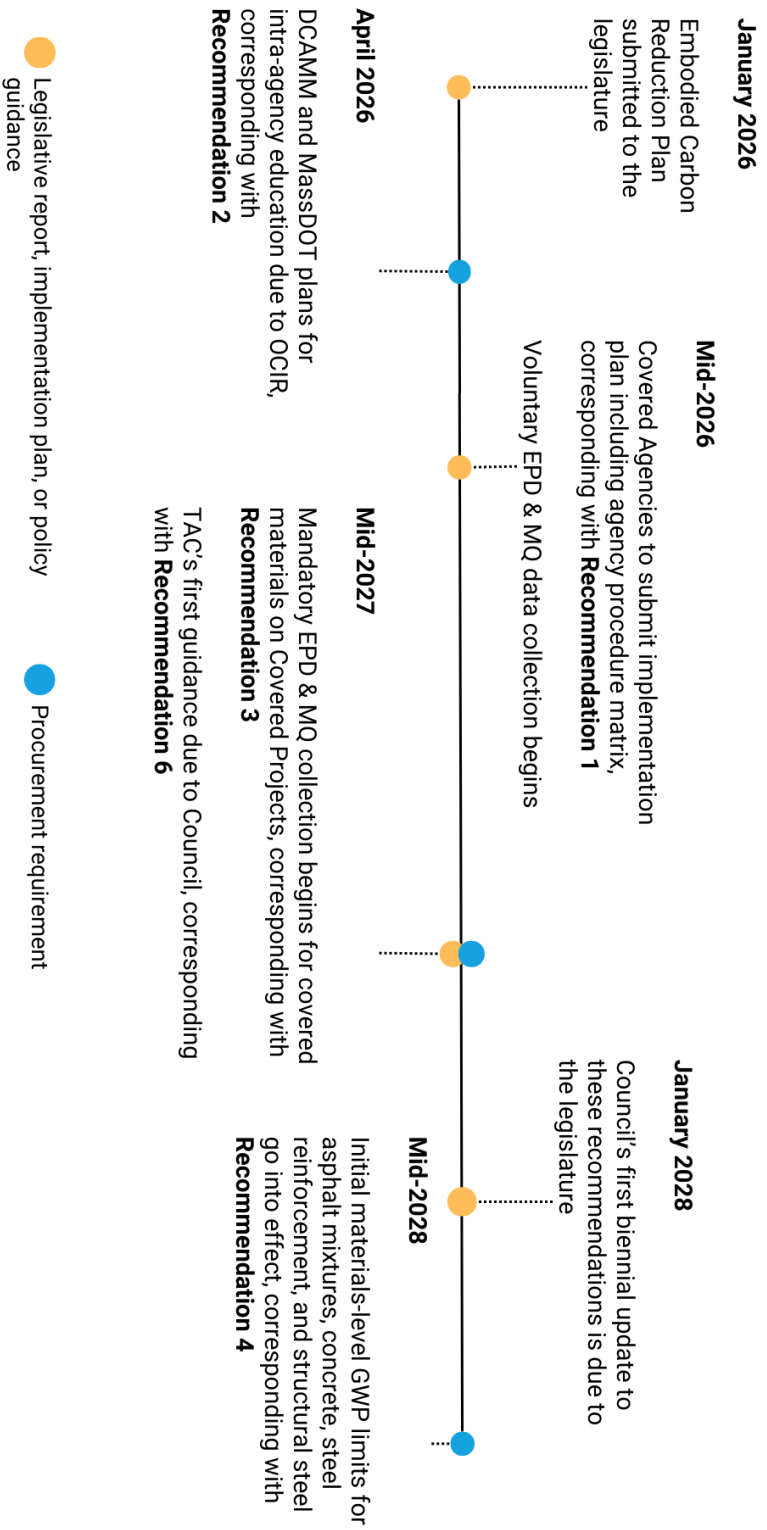 January 2026
Embodied Carbon
Reduction Plan
submitted to the
legislature
April 2026
DCAMM and MassDOT plans for
intra-agency education due to OCIR,
corresponding with
Recommendation 2
Mid-2026
Covered Agencies to submit implementation
plan including agency procedure matrix,
corresponding with Recommendation 1
Voluntary EPD & MQ data collection begins
Mid-2027
Mandatory EPD & MQ collection begins for covered
materials on Covered Projects, corresponding with
Recommendation 3
TAC's first guidance due to Council, corresponding
with Recommendation 6
January 2028
Council's first biennial update to
these recommendations is due to
the legislature
Mid-2028
Initial materials-level GWP limits for
asphalt mixtures, concrete, steel
reinforcement, and structural steel
go into effect, corresponding with
Recommendation 4
Legislative report, implementation plan, or policy
guidance
Procurement requirement